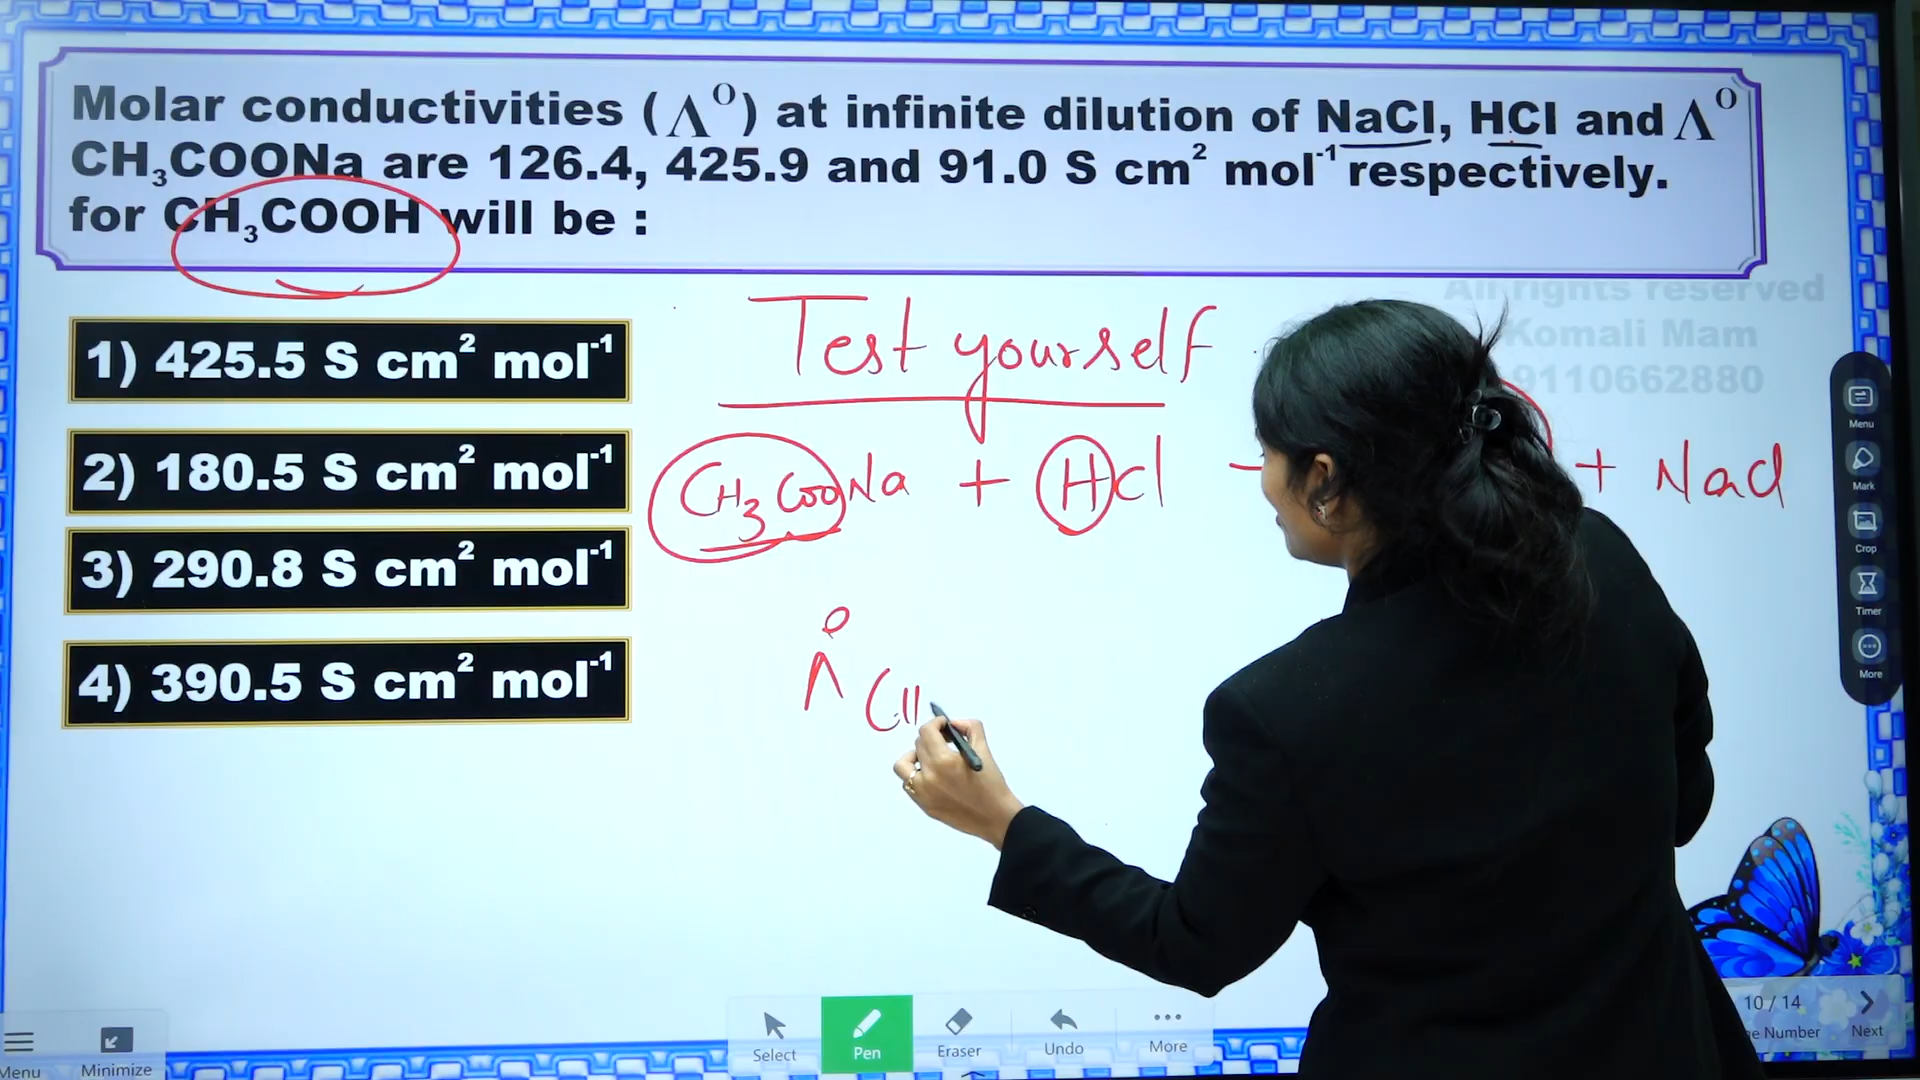 Molar conductivities (Λ⁰) at infinite dilution of NaCl, HCl and Λ⁰
CH₃COONa are 126.4, 425.9 and 91.0 S cm² mol⁻¹ respectively.
for CH₃COOH will be :
All rights reserved
Komali Mam
9110662880
Test yourself
1) 425.5 S cm² mol⁻¹
2) 180.5 S cm² mol⁻¹
3) 290.8 S cm² mol⁻¹
4) 390.5 S cm² mol⁻¹
CH₃COONa + HCl + NaCl
Λ⁰
Menu
Mark
Crop
Timer
More
Menu
Minimize
Select
Pen
Eraser
Undo
More
10 / 14
Number
Next